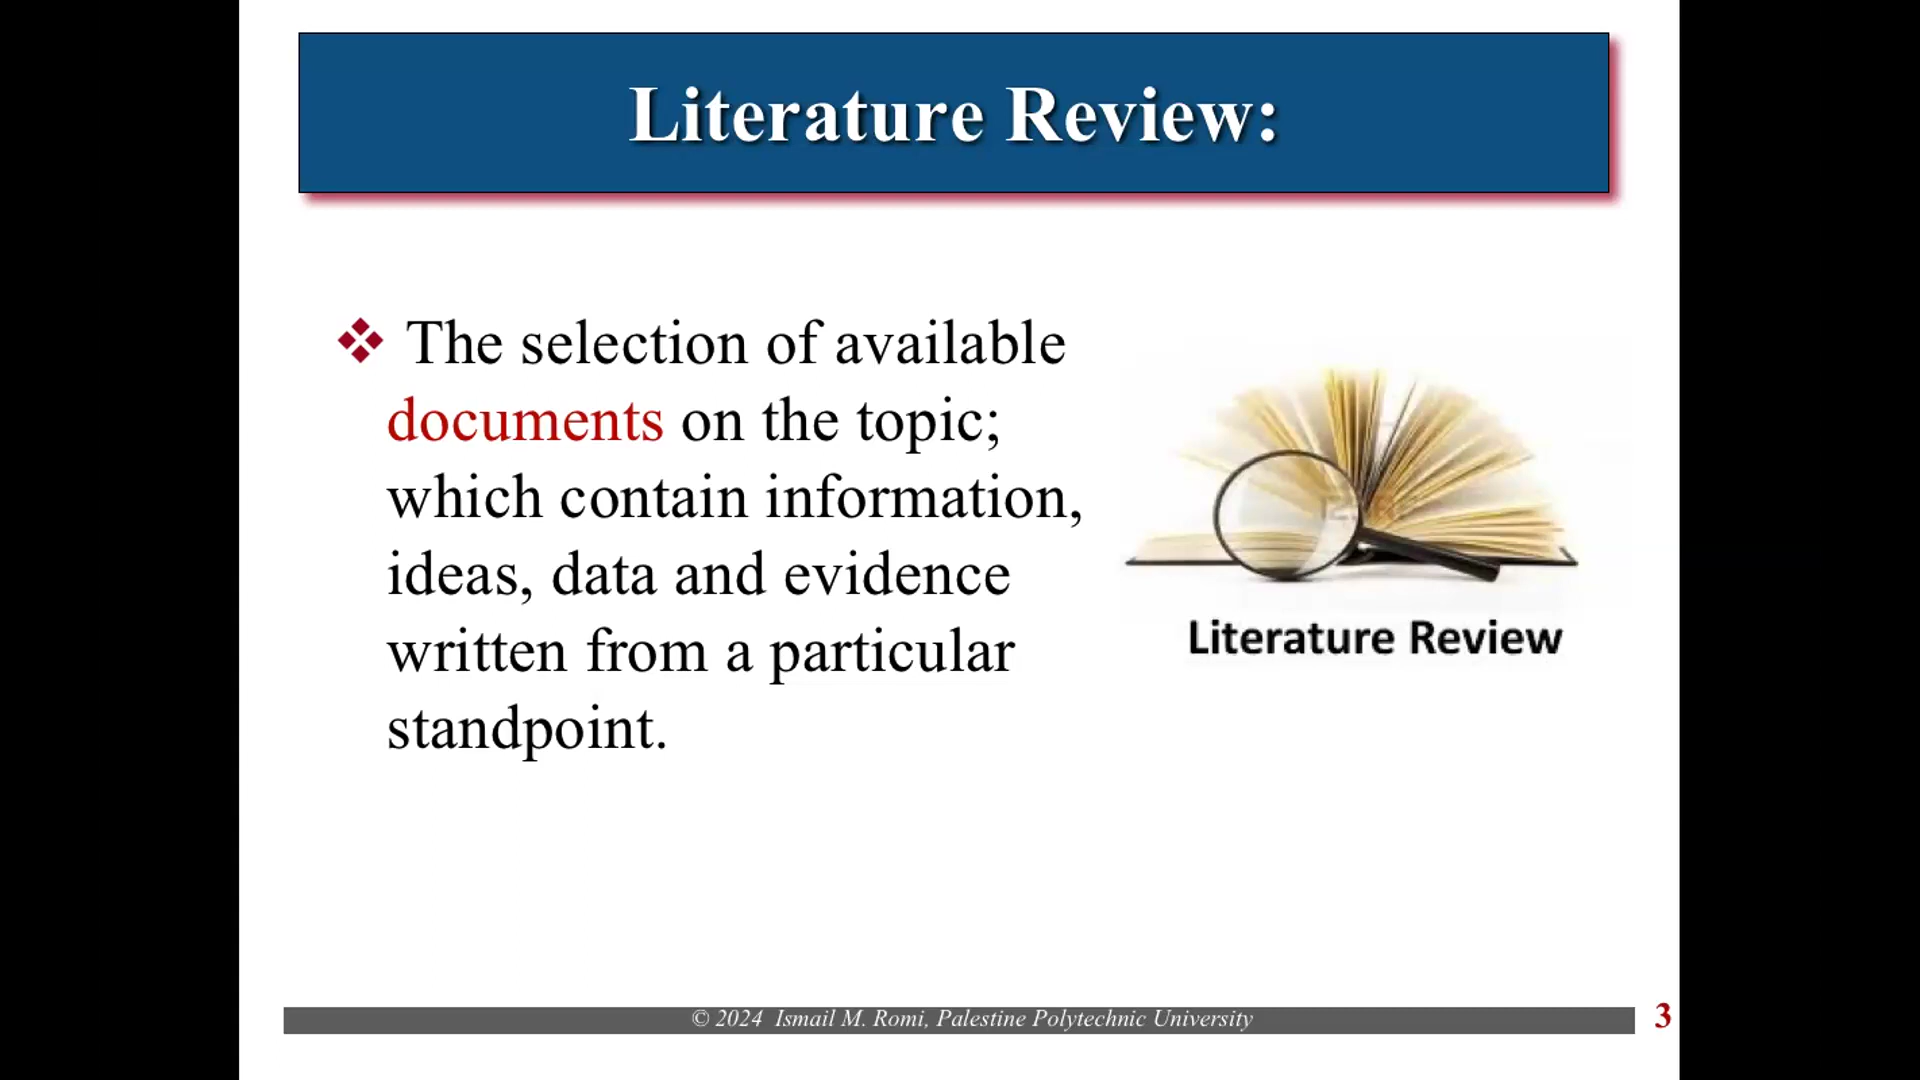 Literature Review:
❖ The selection of available
documents on the topic;
which contain information,
ideas, data and evidence
written from a particular
standpoint.
Literature Review
© 2024 Ismail M. Romi, Palestine Polytechnic University
3